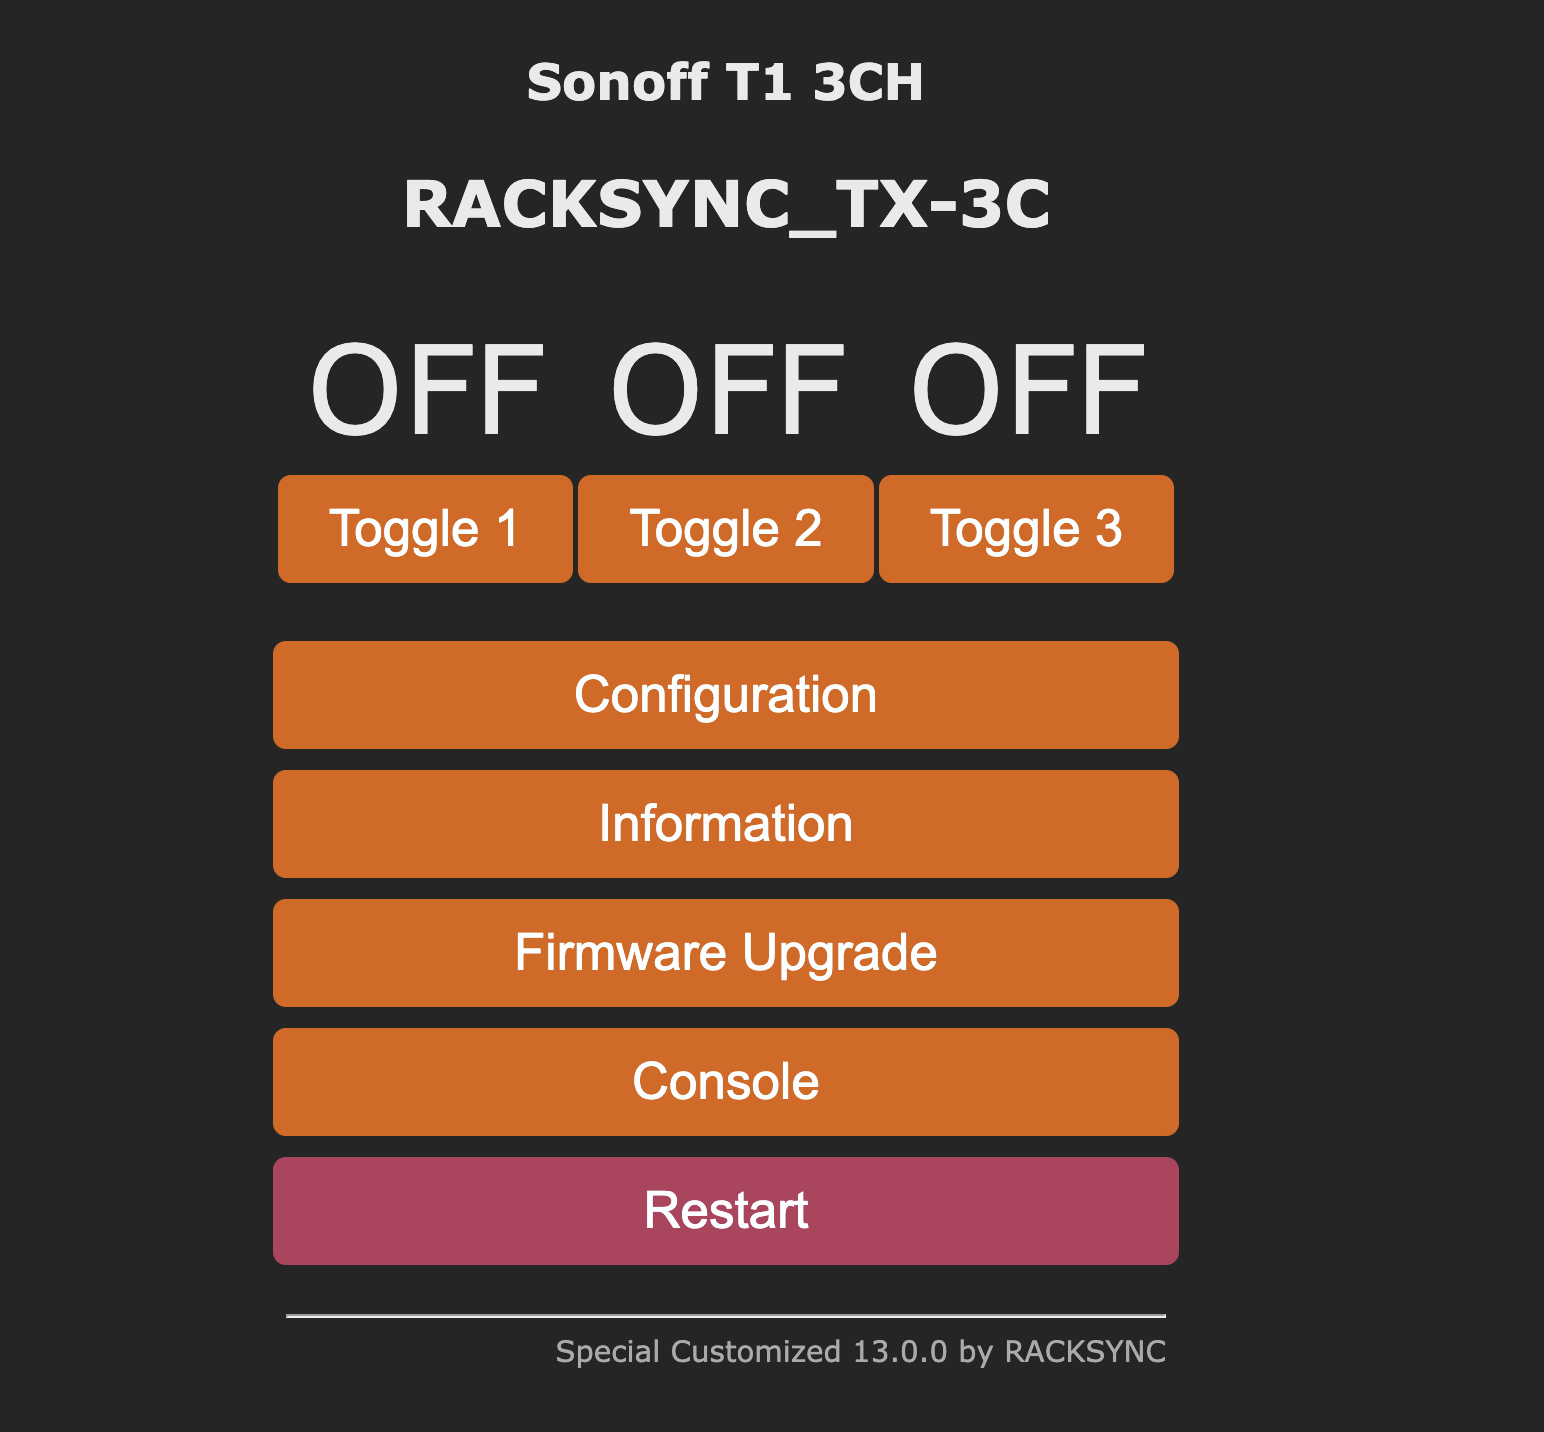 Sonoff T1 3CH
RACKSYNC_TX-3C
OFF OFF OFF
Toggle 1 Toggle 2 Toggle 3
Configuration
Information
Firmware Upgrade
Console
Restart
Special Customized 13.0.0 by RACKSYNC